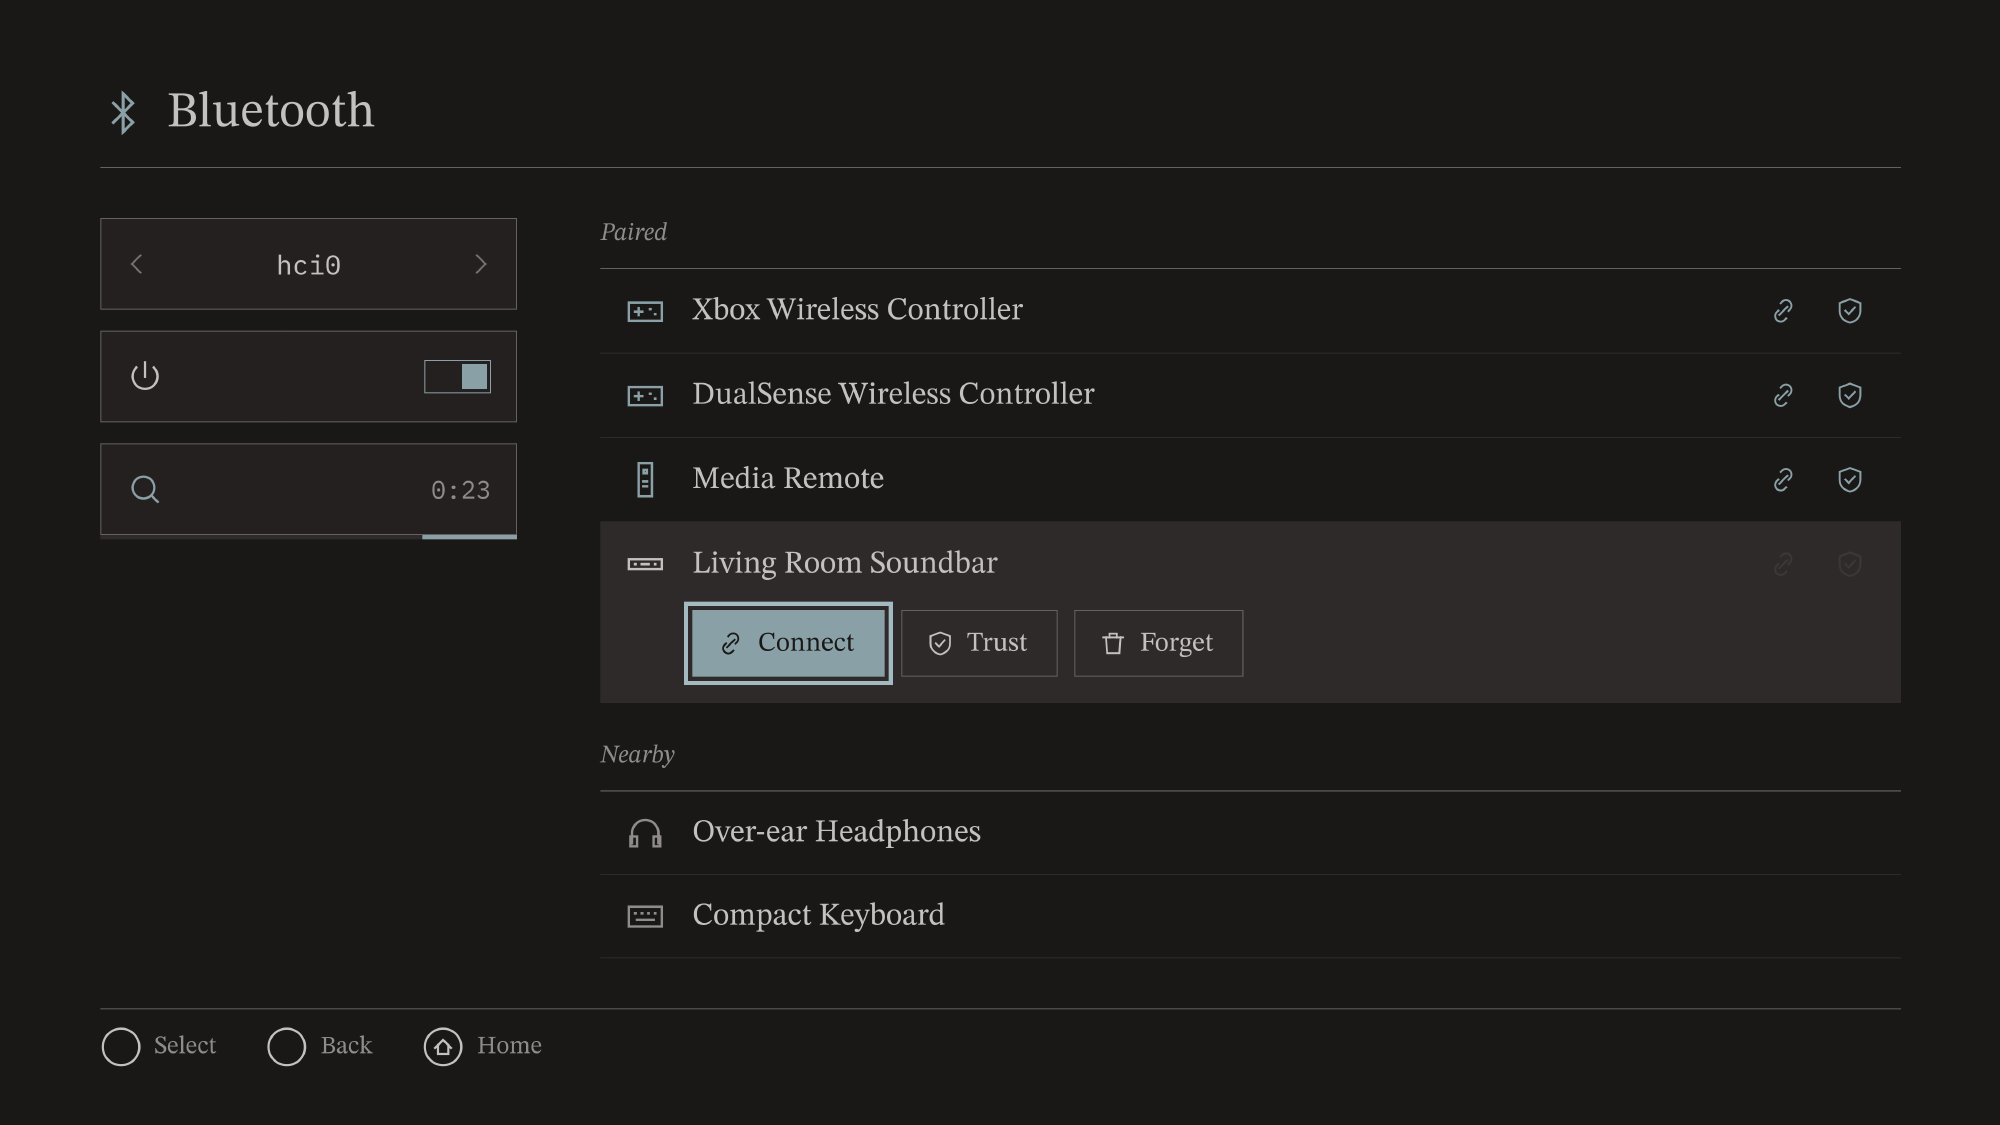 Bluetooth
hci0
0:23
Paired
Xbox Wireless Controller
DualSense Wireless Controller
Media Remote
Living Room Soundbar
Connect
Trust
Forget
Nearby
Over-ear Headphones
Compact Keyboard
Select
Back
Home